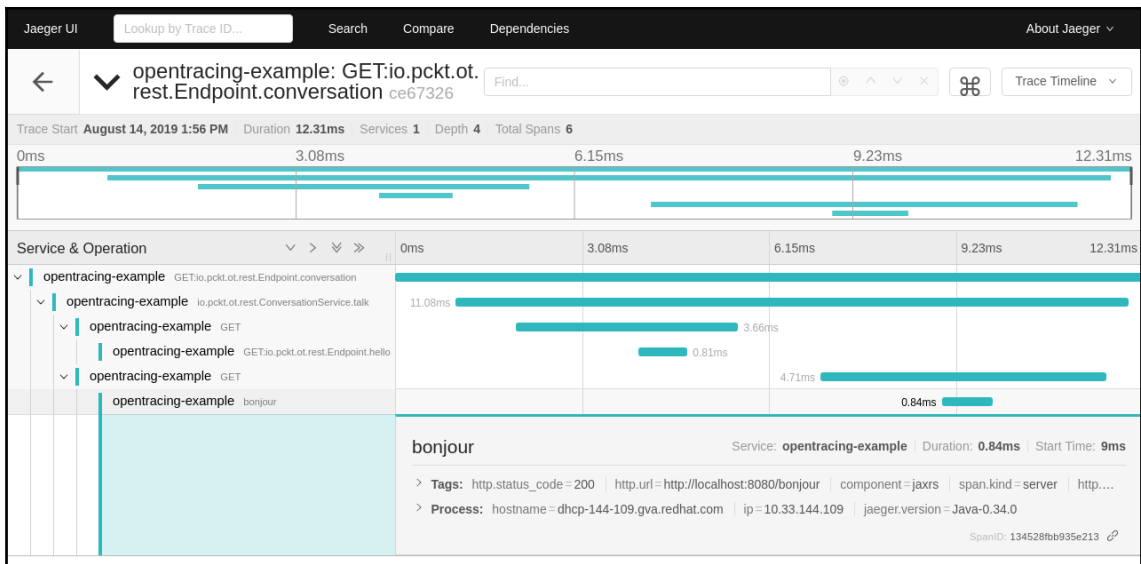 Jaeger UI Lookup by Trace ID... Search Compare Dependencies About Jaeger
opentracing-example: GET:io.pckt.ot.
rest.Endpoint.conversation ce67326
Find...
Trace Timeline
Trace Start August 14, 2019 1:56 PM Duration 12.31ms Services 1 Depth 4 Total Spans 6
0ms 3.08ms 6.15ms 9.23ms 12.31ms
Service & Operation 0ms 3.08ms 6.15ms 9.23ms 12.31ms
opentracing-example GET:io.pckt.ot.rest.Endpoint.conversation
opentracing-example io.pckt.ot.rest.ConversationService.talk 11.08ms
opentracing-example GET 3.66ms
opentracing-example GET:io.pckt.ot.rest.Endpoint.hello 0.81ms
opentracing-example GET 4.71ms
opentracing-example bonjour 0.84ms
bonjour Service: opentracing-example Duration: 0.84ms Start Time: 9ms
Tags: http.status_code = 200 http.url = http://localhost:8080/bonjour component = jaxrs span.kind = server http....
Process: hostname = dhcp-144-109.gva.redhat.com ip = 10.33.144.109 jaeger.version = Java-0.34.0
SpanID: 134528fbb935e213